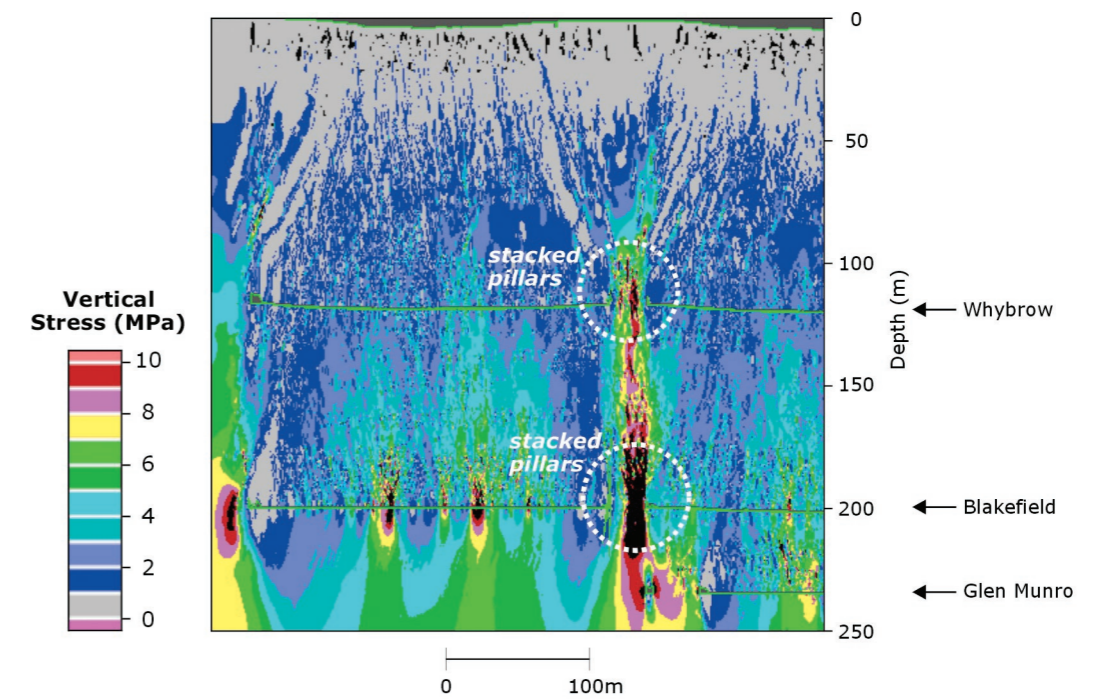 0
50
stacked
pillars
100
Depth (m)
Whybrow
Vertical
Stress (MPa)
10
8
6
4
2
0
150
stacked
pillars
200
Blakefield
Glen Munro
250
0 100m